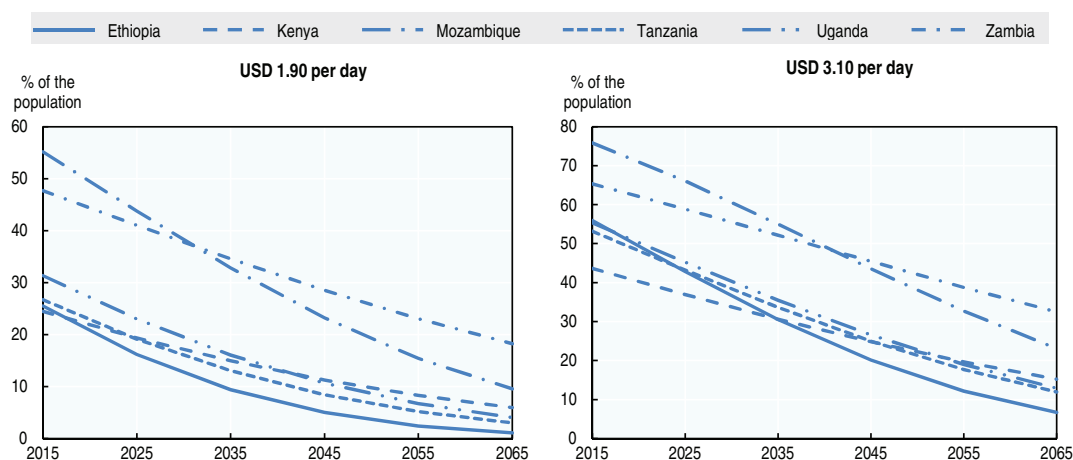 Ethiopia Kenya Mozambique Tanzania Uganda Zambia
USD 1.90 per day
% of the
population
60
50
40
30
20
10
0
2015 2025 2035 2045 2055 2065
USD 3.10 per day
% of the
population
80
70
60
50
40
30
20
10
0
2015 2025 2035 2045 2055 2065